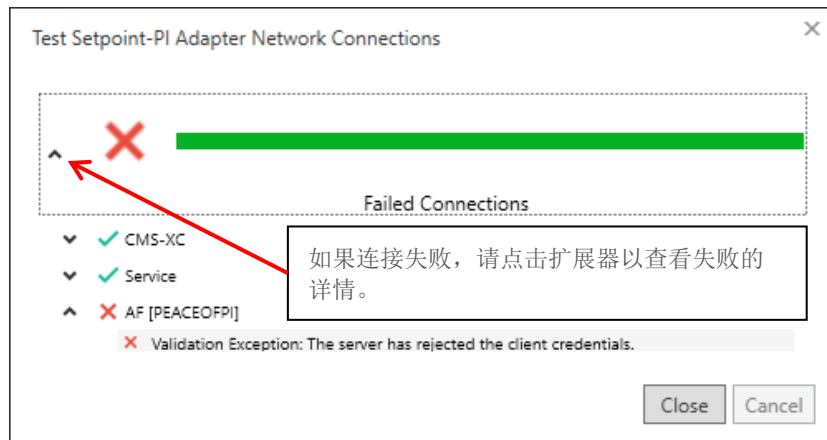 Test Setpoint-PI Adapter Network Connections
Failed Connections
CMS-XC
如果连接失败，请点击扩展器以查看失败的
详情。
Service
AF [PEACEOFPI]
Validation Exception: The server has rejected the client credentials.
Close
Cancel